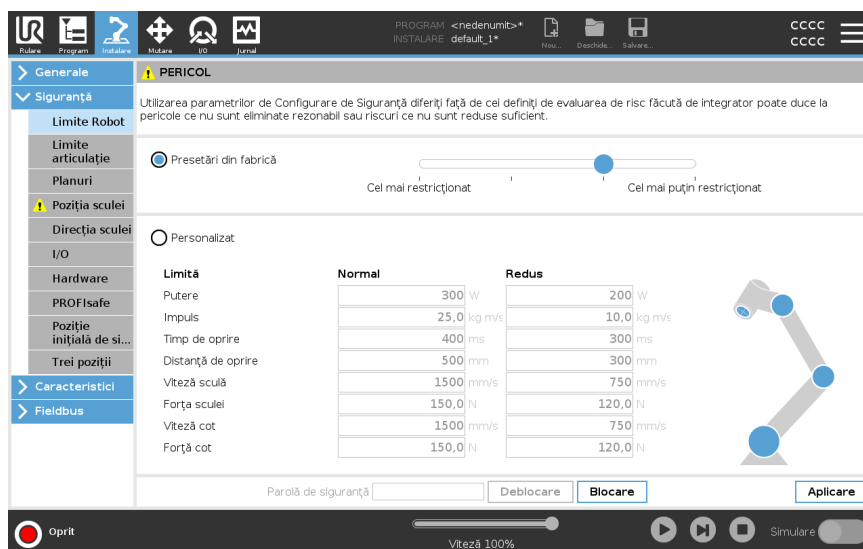 PROGRAM <nedenumit>*
INSTALARE default_1*
Rulare
Program
Instalare
Mutare
I/O
Jurnal
Nou...
Deschide...
Salvare...
CCCC
CCCC
Generale
Siguranță
Limite Robot
Limite
articulație
Planuri
Poziția sculei
Direcția sculei
I/O
Hardware
PROFIsafe
Poziție
inițială de si...
Trei poziții
Caracteristici
Fieldbus
PERICOL
Utilizarea parametrilor de Configurare de Siguranță diferiți față de cei definiți de evaluarea de risc făcută de integrator poate duce la
pericole ce nu sunt eliminate rezonabil sau riscuri ce nu sunt reduse suficient.
Presetări din fabrică
Cel mai restricționat
Cel mai puțin restricționat
Personalizat
Limită Normal Redus
Putere 300 W 200 W
Impuls 25,0 kg m/s 10,0 kg m/s
Timp de oprire 400 ms 300 ms
Distanță de oprire 500 mm 300 mm
Viteză sculă 1500 mm/s 750 mm/s
Forța sculei 150,0 N 120,0 N
Viteză cot 1500 mm/s 750 mm/s
Forță cot 150,0 N 120,0 N
Parolă de siguranță Deblocare Blocare Aplicare
Oprit
Viteză 100%
Simulare